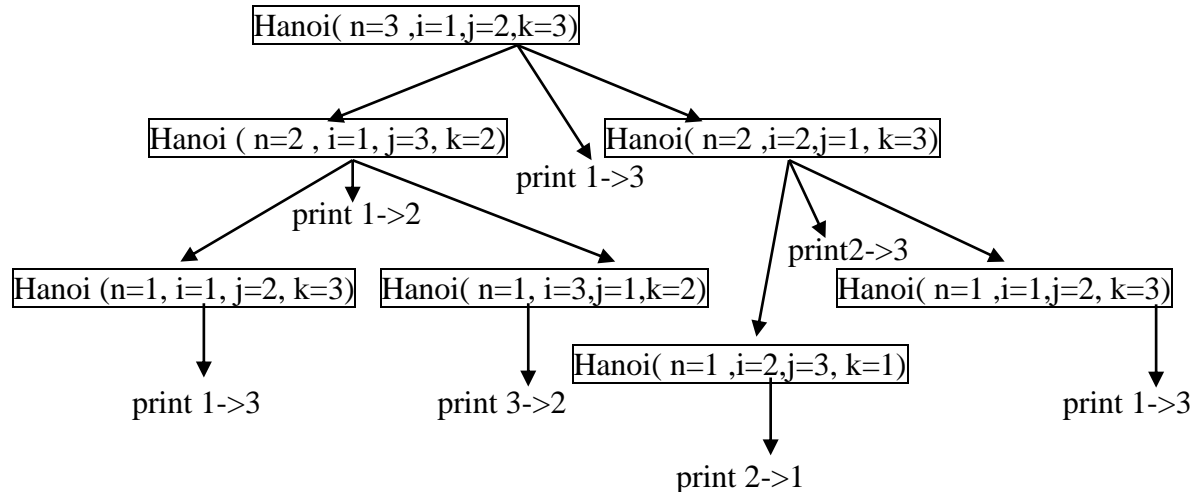 Hanoi( n=3 ,i=1,j=2,k=3)
Hanoi ( n=2 , i=1, j=3, k=2)
Hanoi( n=2 ,i=2,j=1, k=3)
print 1->3
print 1->2
print2->3
Hanoi (n=1, i=1, j=2, k=3)
Hanoi( n=1, i=3,j=1,k=2)
Hanoi( n=1 ,i=1,j=2, k=3)
Hanoi( n=1 ,i=2,j=3, k=1)
print 1->3
print 3->2
print 1->3
print 2->1